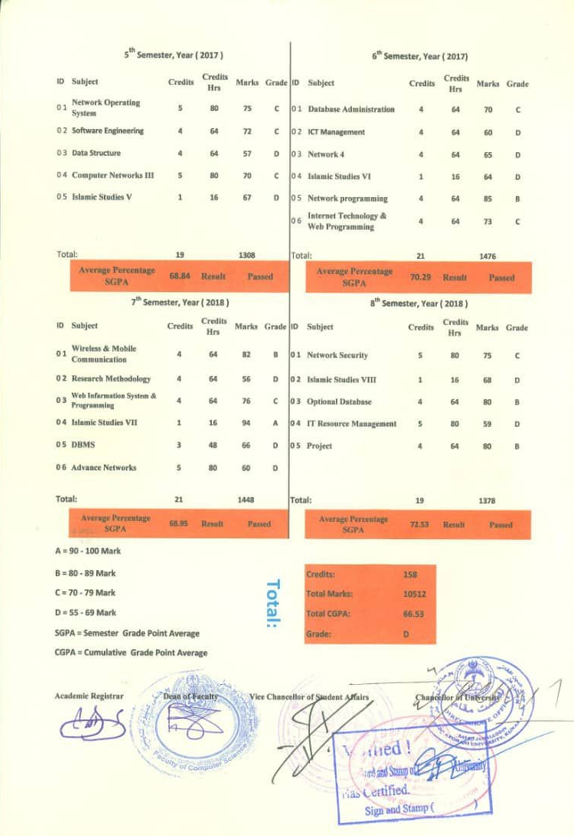 5th Semester, Year ( 2017 )
ID Subject Credits Credits Hrs Marks Grade
01 Network Operating System 5 80 75 C
02 Software Engineering 4 64 72 C
03 Data Structure 4 64 57 D
04 Computer Networks III 5 80 70 C
05 Islamic Studies V 1 16 67 D
Total: 19 1308
Average Percentage SGPA 68.84 Result Passed
6th Semester, Year ( 2017)
ID Subject Credits Credits Hrs Marks Grade
01 Database Administration 4 64 70 C
02 ICT Management 4 64 60 D
03 Network 4 4 64 65 D
04 Islamic Studies VI 1 16 64 D
05 Network programming 4 64 85 B
06 Internet Technology & Web Programming 4 64 73 C
Total: 21 1476
Average Percentage SGPA 70.29 Result Passed
7th Semester, Year ( 2018 )
ID Subject Credits Credits Hrs Marks Grade
01 Wireless & Mobile Communication 4 64 82 B
02 Research Methodology 4 64 56 D
03 Web Information System & Programming 4 64 76 C
04 Islamic Studies VII 1 16 94 A
05 DBMS 3 48 66 D
06 Advance Networks 5 80 60 D
Total: 21 1448
Average Percentage SGPA 68.95 Result Passed
8th Semester, Year ( 2018 )
ID Subject Credits Credits Hrs Marks Grade
01 Network Security 5 80 75 C
02 Islamic Studies VIII 1 16 68 D
03 Optional Database 4 64 80 B
04 IT Resource Management 5 80 59 D
05 Project 4 64 80 B
Total: 19 1378
Average Percentage SGPA 72.53 Result Passed
A = 90 - 100 Mark
B = 80 - 89 Mark
C = 70 - 79 Mark
D = 55 - 69 Mark
SGPA = Semester Grade Point Average
CGPA = Cumulative Grade Point Average
Total:
Credits: 158
Total Marks: 10512
Total CGPA: 66.53
Grade: D
Academic Registrar
Dean of Faculty
Vice Chancellor of Student Affairs
Chancellor of University
Faculty of Computer Science
and Stamp of University
Has Certified.
Sign and Stamp ( )